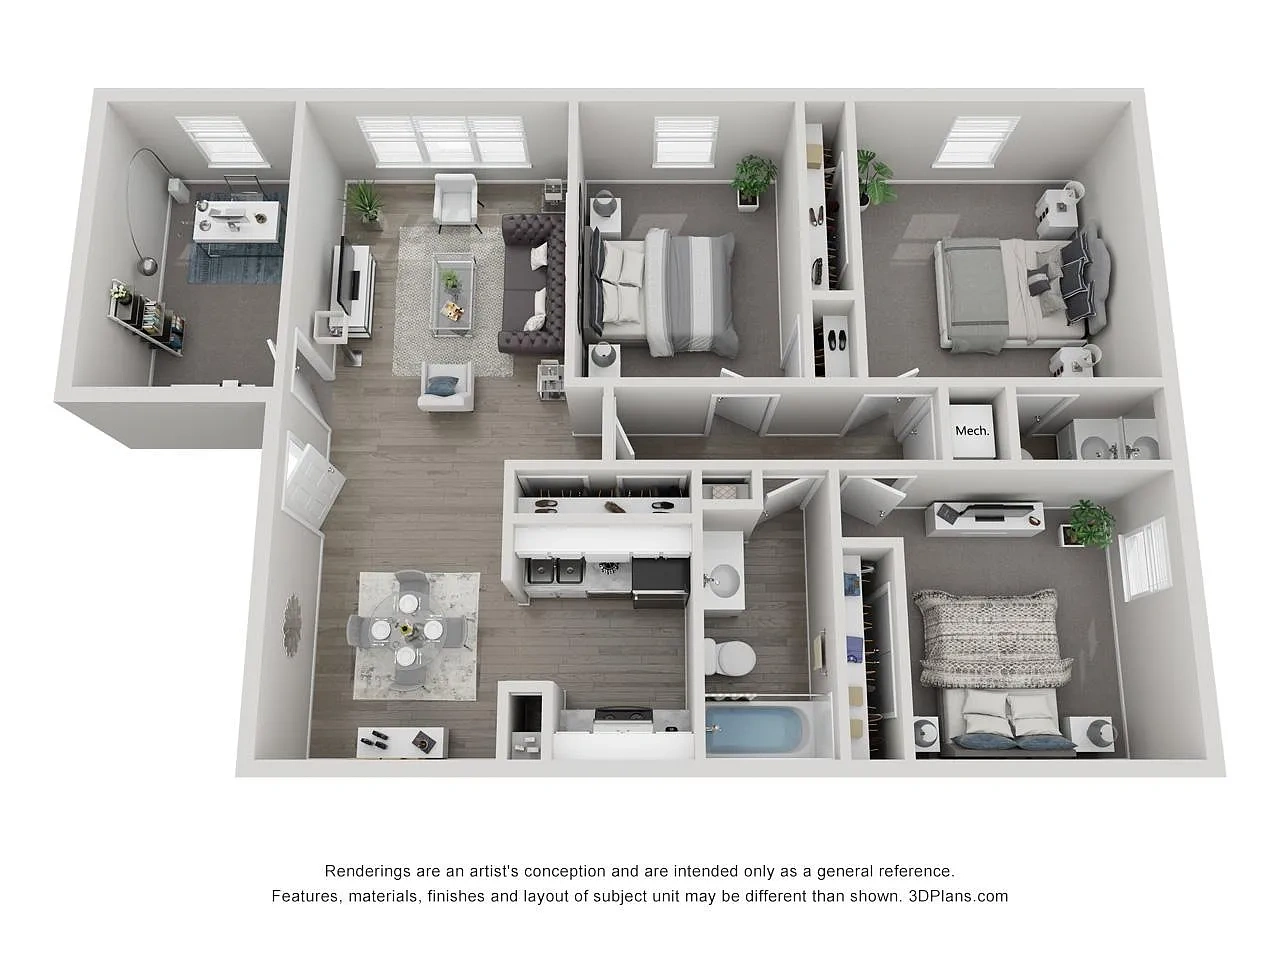 Mech.
Renderings are an artist's conception and are intended only as a general reference.
Features, materials, finishes and layout of subject unit may be different than shown. 3DPlans.com